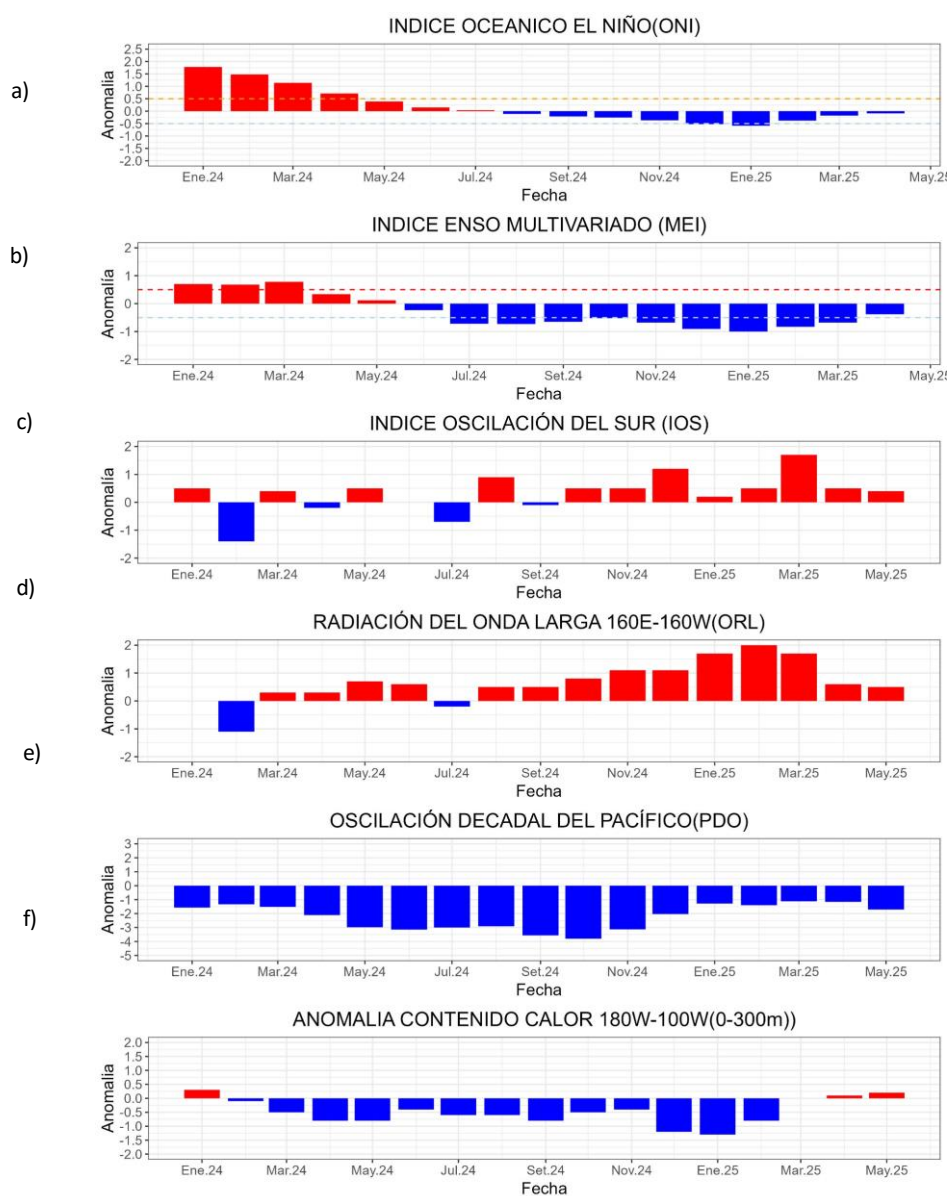 a)
INDICE OCEANICO EL NIÑO(ONI)
Anomalía
2.5
2.0
1.5
1.0
0.5
0.0
-0.5
-1.0
-1.5
-2.0
Ene.24 Mar.24 May.24 Jul.24 Set.24 Nov.24 Ene.25 Mar.25 May.25
Fecha
b)
INDICE ENSO MULTIVARIADO (MEI)
Anomalía
2
1
0
-1
-2
Ene.24 Mar.24 May.24 Jul.24 Set.24 Nov.24 Ene.25 Mar.25 May.25
Fecha
c)
INDICE OSCILACIÓN DEL SUR (IOS)
Anomalía
2
1
0
-1
-2
Ene.24 Mar.24 May.24 Jul.24 Set.24 Nov.24 Ene.25 Mar.25 May.25
Fecha
d)
RADIACIÓN DEL ONDA LARGA 160E-160W(ORL)
Anomalía
2
1
0
-1
-2
Ene.24 Mar.24 May.24 Jul.24 Set.24 Nov.24 Ene.25 Mar.25 May.25
Fecha
e)
OSCILACIÓN DECADAL DEL PACÍFICO(PDO)
Anomalía
3
2
1
0
-1
-2
-3
-4
-5
Ene.24 Mar.24 May.24 Jul.24 Set.24 Nov.24 Ene.25 Mar.25 May.25
Fecha
f)
ANOMALIA CONTENIDO CALOR 180W-100W(0-300m))
Anomalía
2.0
1.5
1.0
0.5
0.0
-0.5
-1.0
-1.5
-2.0
Ene.24 Mar.24 May.24 Jul.24 Set.24 Nov.24 Ene.25 Mar.25 May.25
Fecha